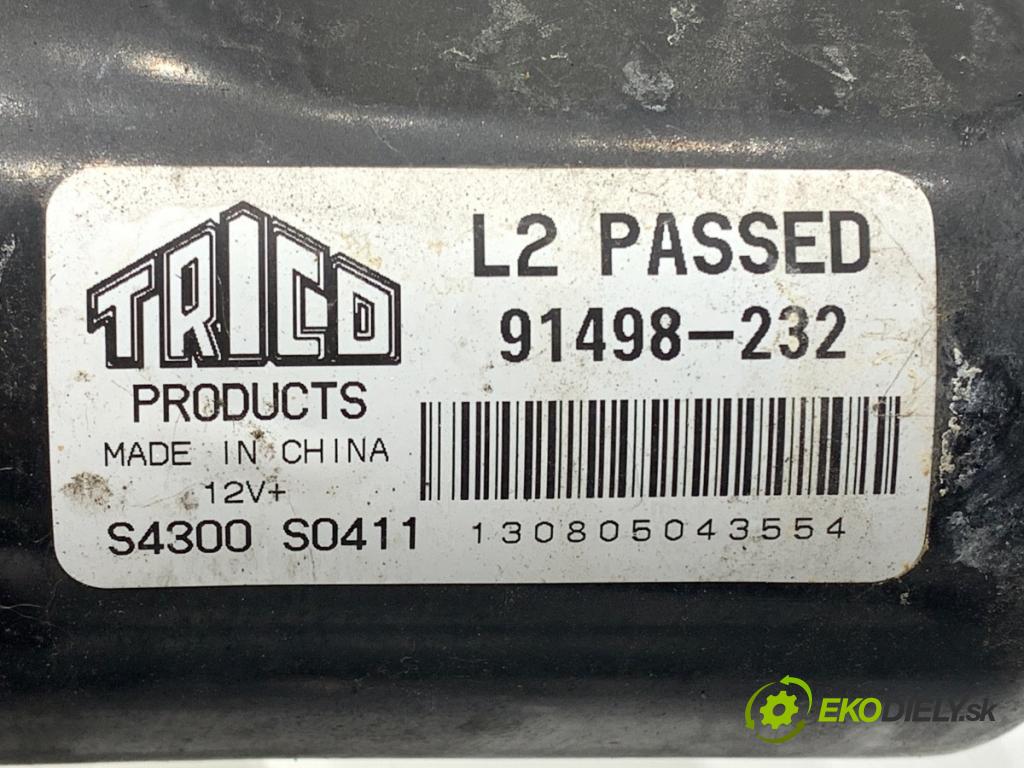 TRICO
PRODUCTS
MADE IN CHINA
12V+
S4300 S0411
L2 PASSED
91498-232
130805043554
EKODIELY.sk